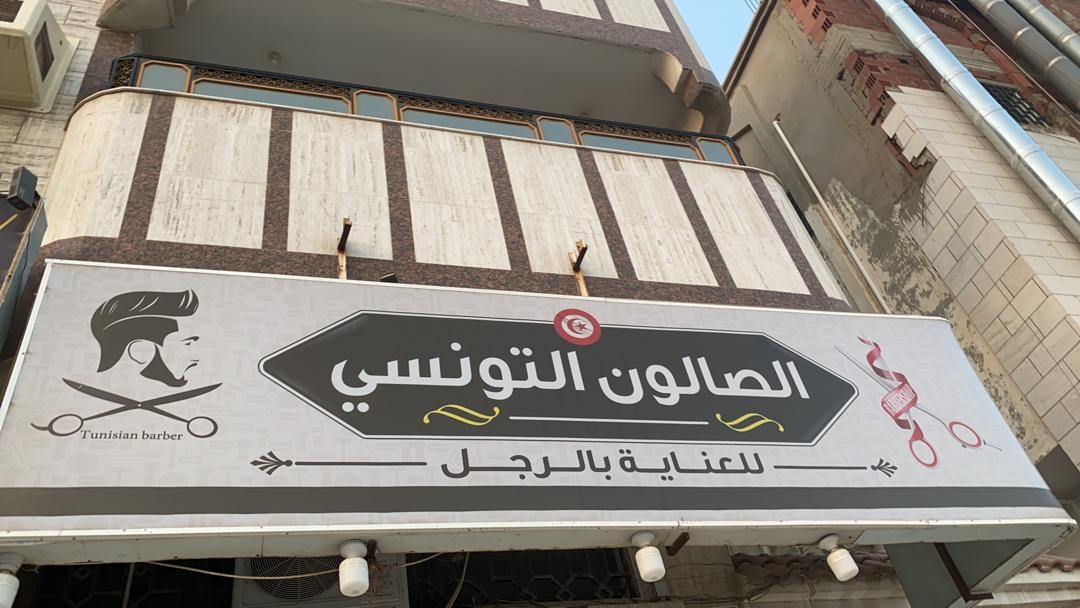 الصالون التونسي
للعناية بالرجل
Tunisian barber